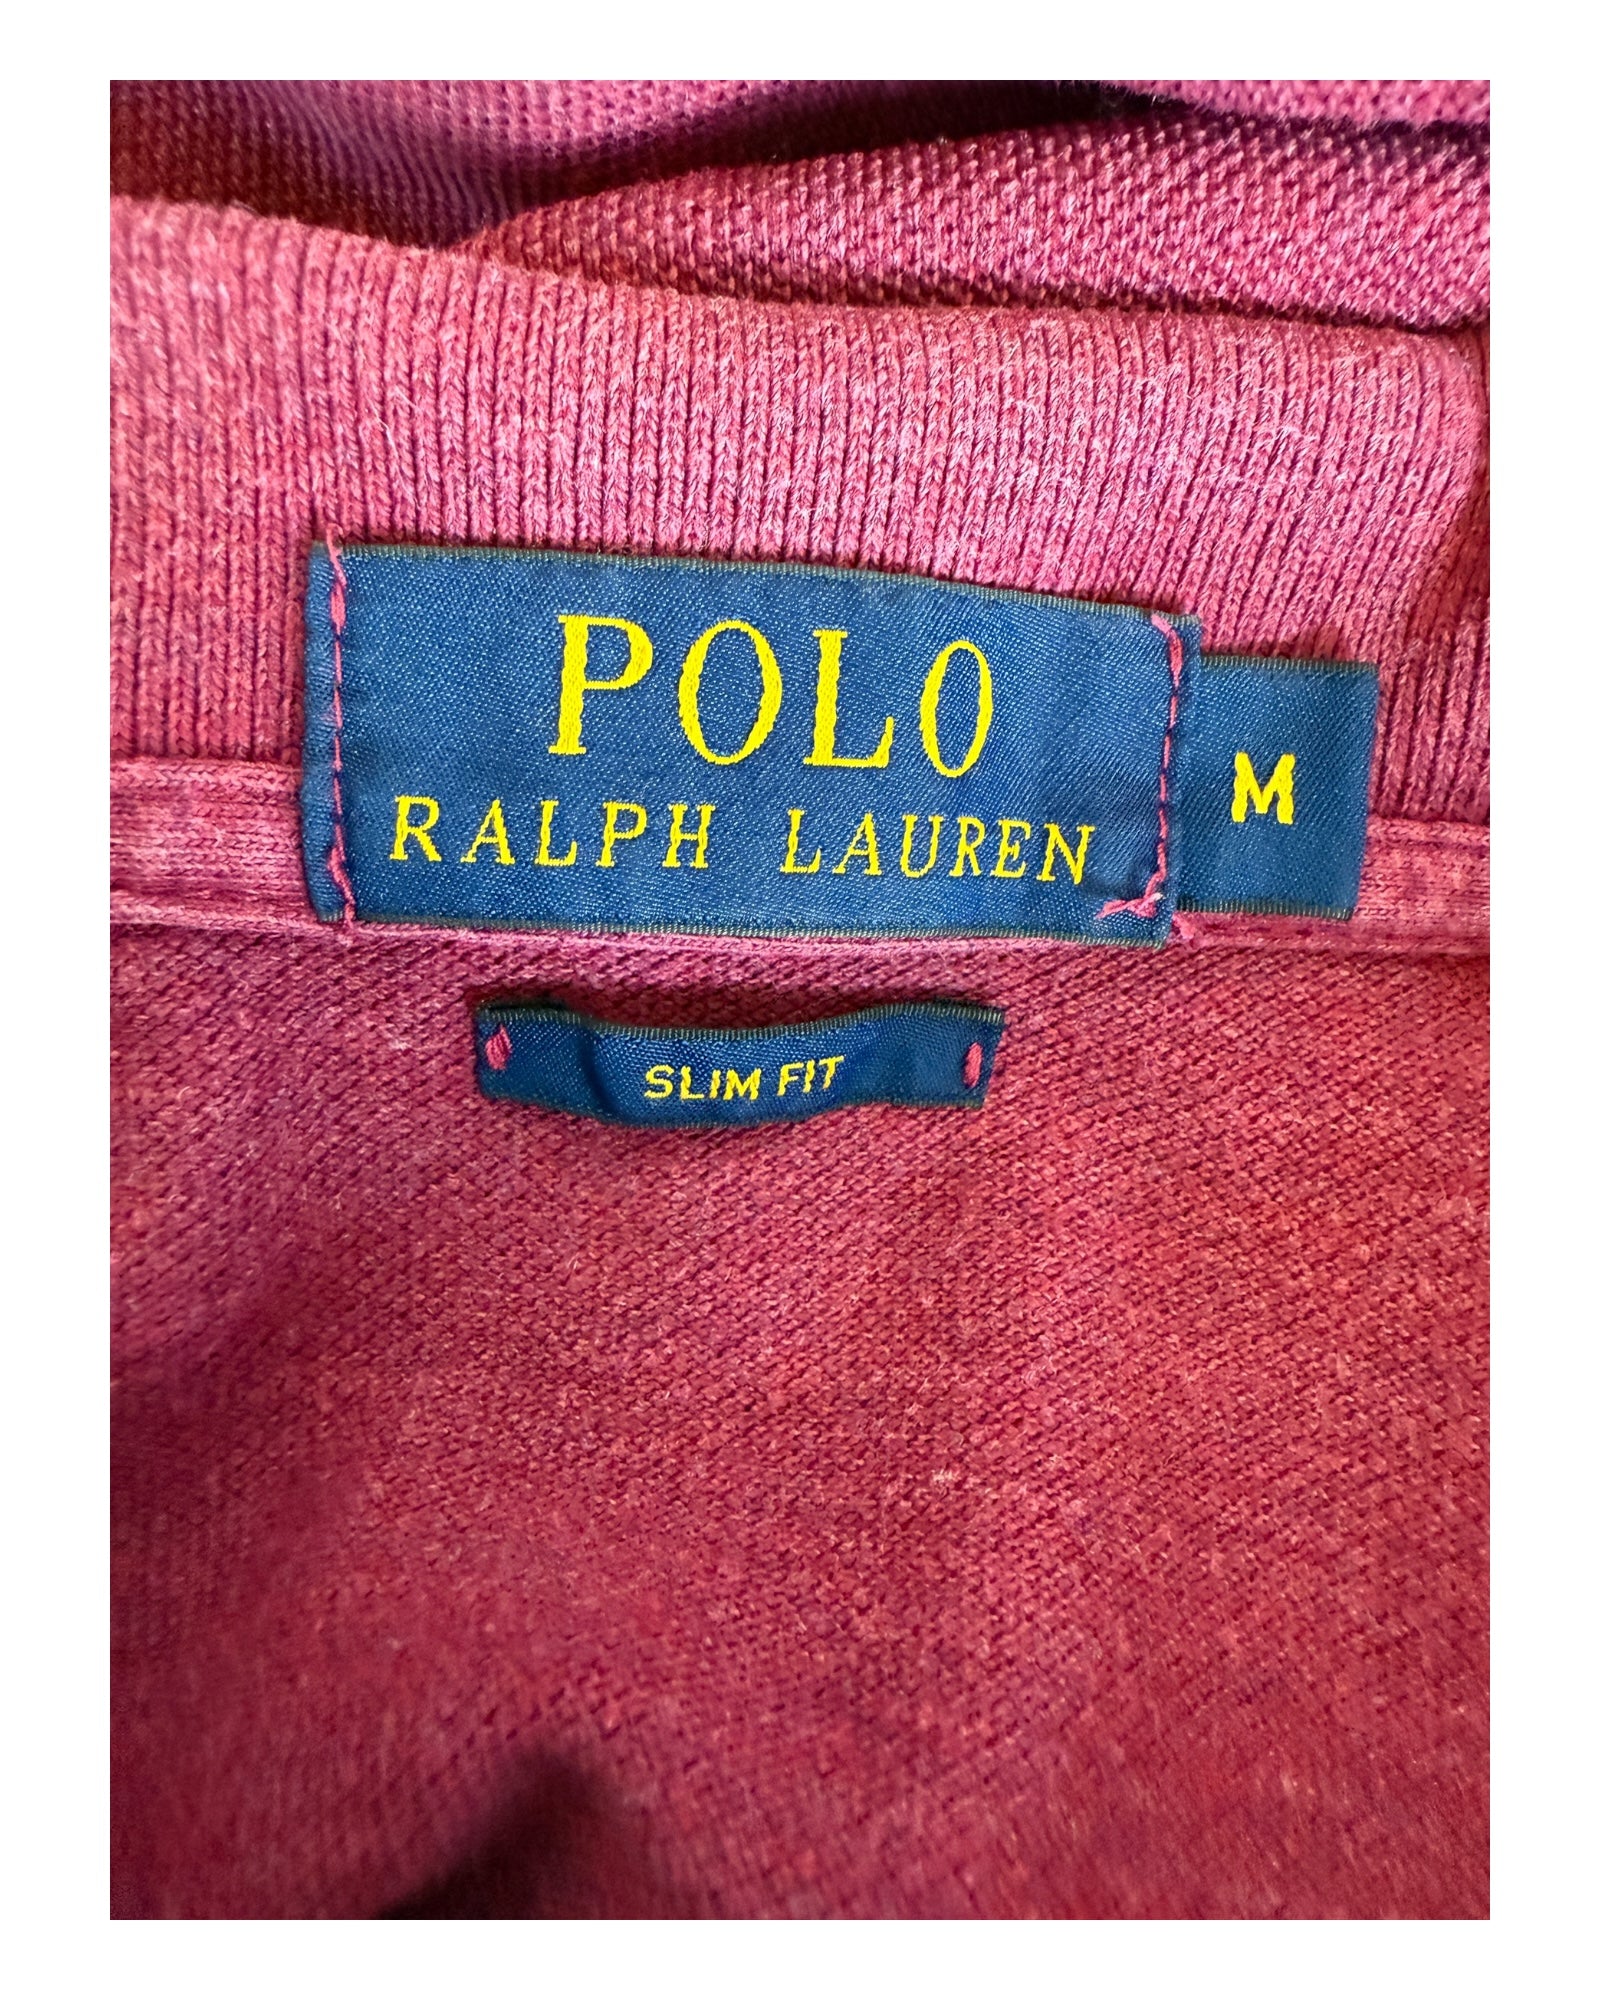 POLO
RALPH LAUREN
M
SLIM FIT